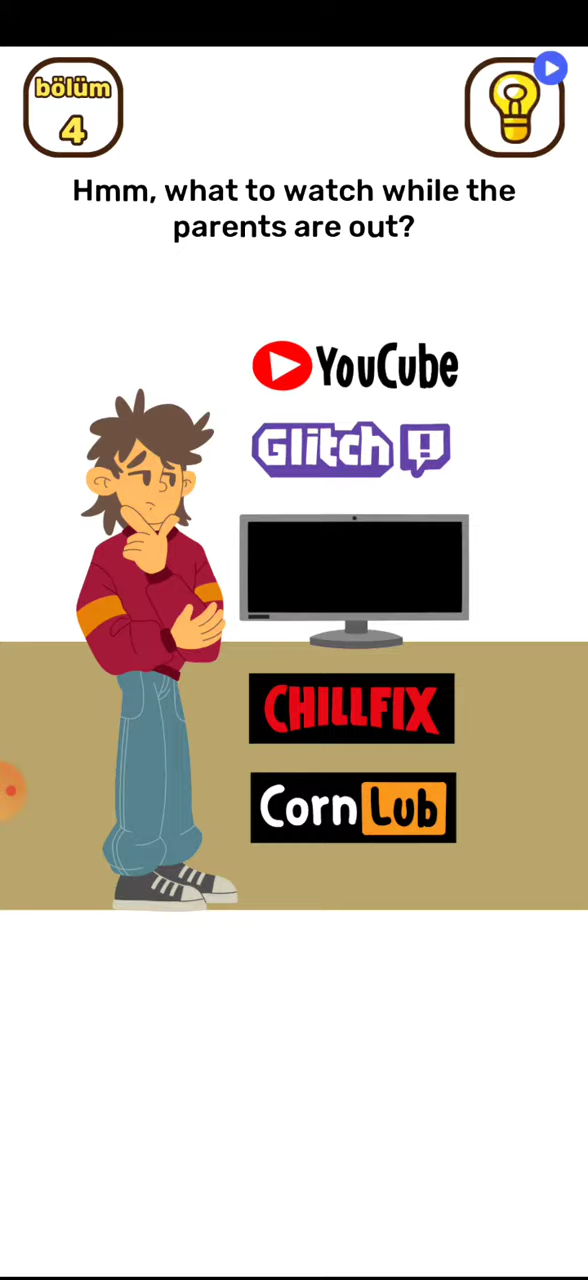 bölüm
4
Hmm, what to watch while the
parents are out?
YouCube
Glitch
CHILLFIX
Corn Lub